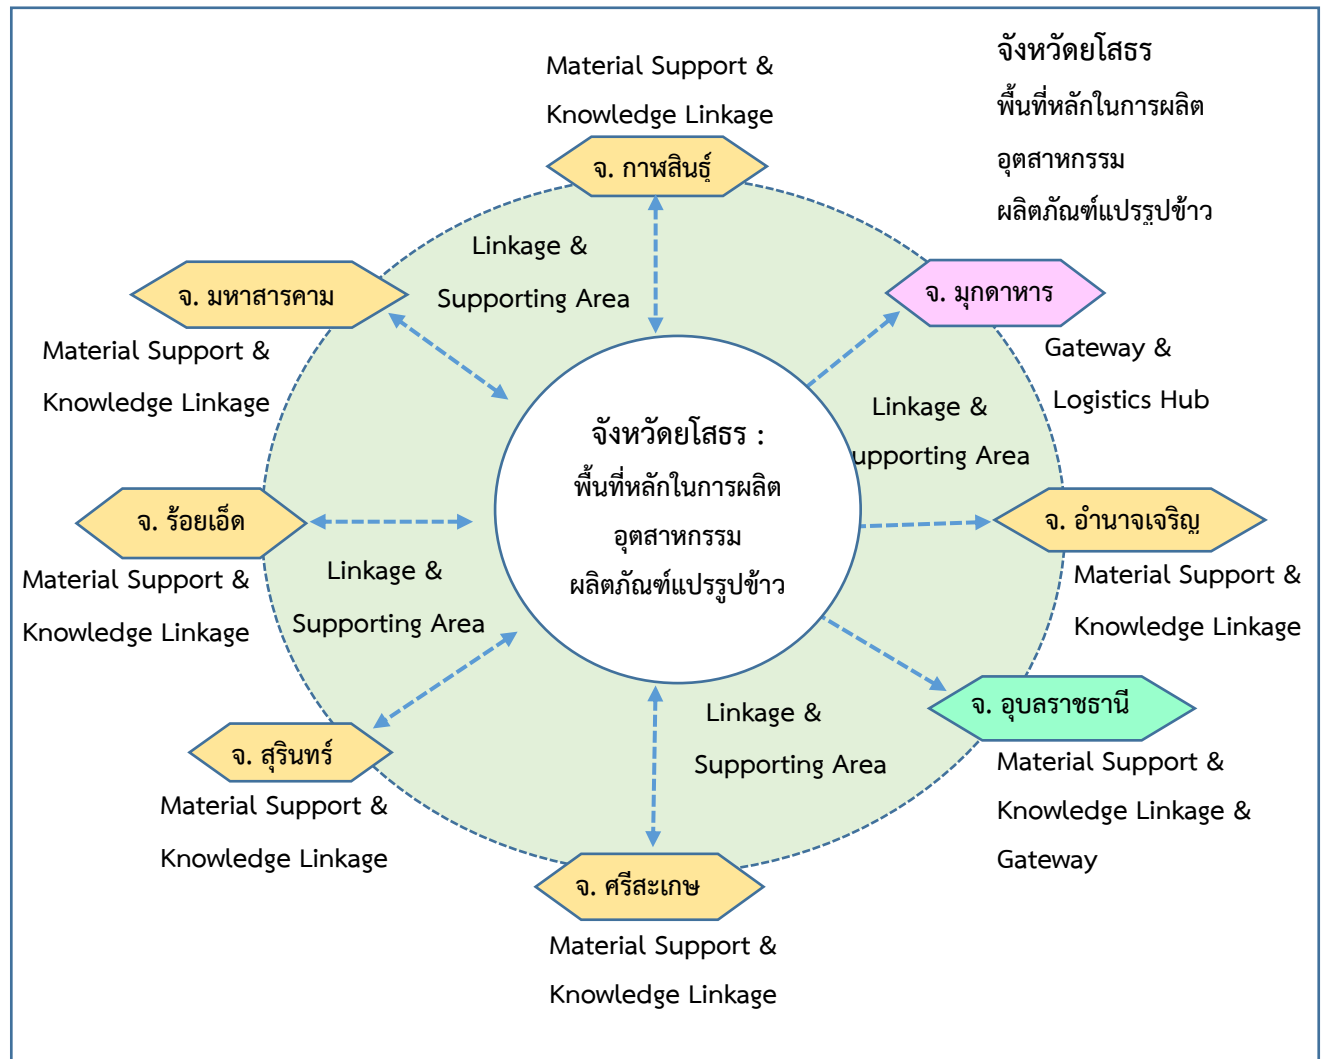 Material Support &
Knowledge Linkage
จ. กาฬสินธุ์
จังหวัดยโสธร
พื้นที่หลักในการผลิต
อุตสาหกรรม
ผลิตภัณฑ์แปรรูปข้าว
Linkage &
Supporting Area
จ. มหาสารคาม
Material Support &
Knowledge Linkage
จ. มุกดาหาร
Gateway &
Logistics Hub
Linkage &
upporting Area
จังหวัดยโสธร :
พื้นที่หลักในการผลิต
อุตสาหกรรม
ผลิตภัณฑ์แปรรูปข้าว
จ. ร้อยเอ็ด
Material Support &
Knowledge Linkage
Linkage &
Supporting Area
จ. อำนาจเจริญ
Material Support &
Knowledge Linkage
จ. สุรินทร์
Material Support &
Knowledge Linkage
Linkage &
Supporting Area
จ. อุบลราชธานี
Material Support &
Knowledge Linkage &
Gateway
จ. ศรีสะเกษ
Material Support &
Knowledge Linkage